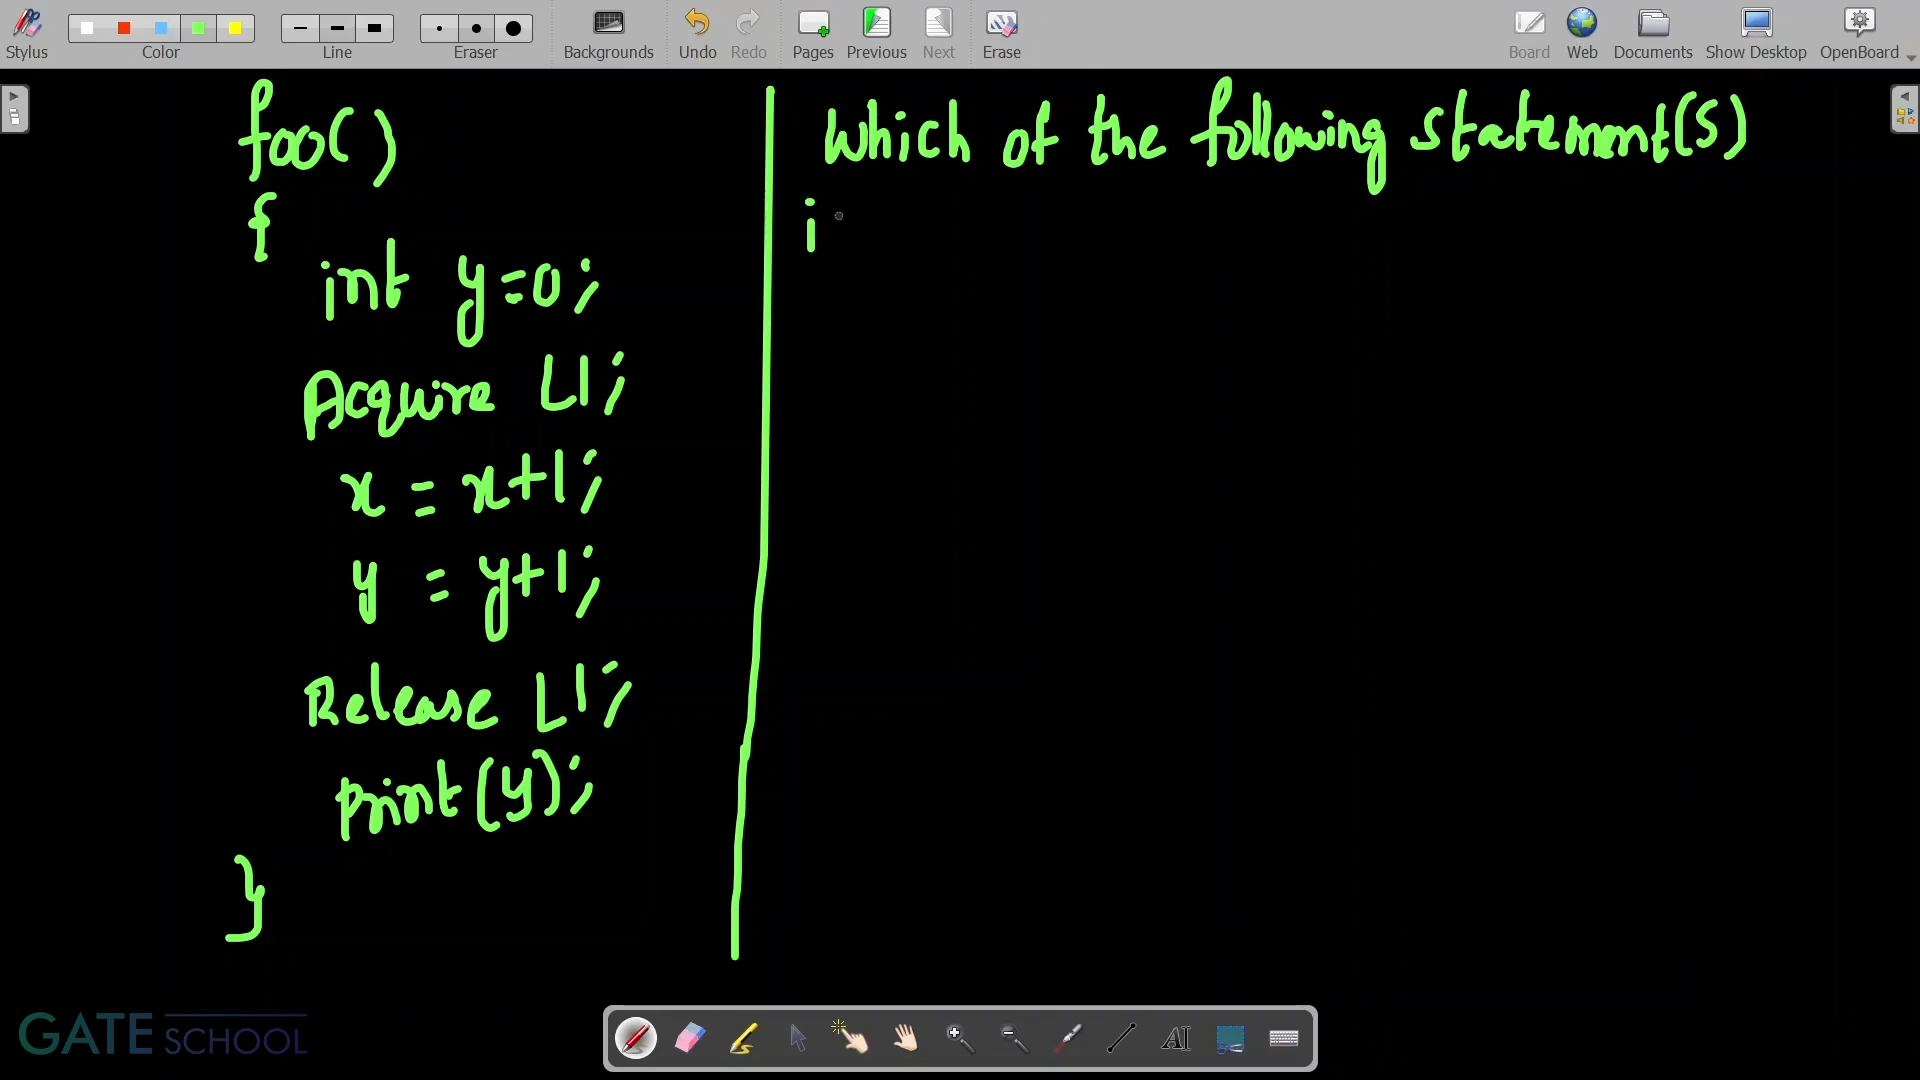 Stylus Color Line Eraser Backgrounds Undo Redo Pages Previous Next Erase Board Web Documents Show Desktop OpenBoard
foo()
{
int y=0;
Acquire L1;
x = x+1;
y = y+1;
Release L1;
print(y);
}
Which of the following statement(s)
i
GATE SCHOOL
AI